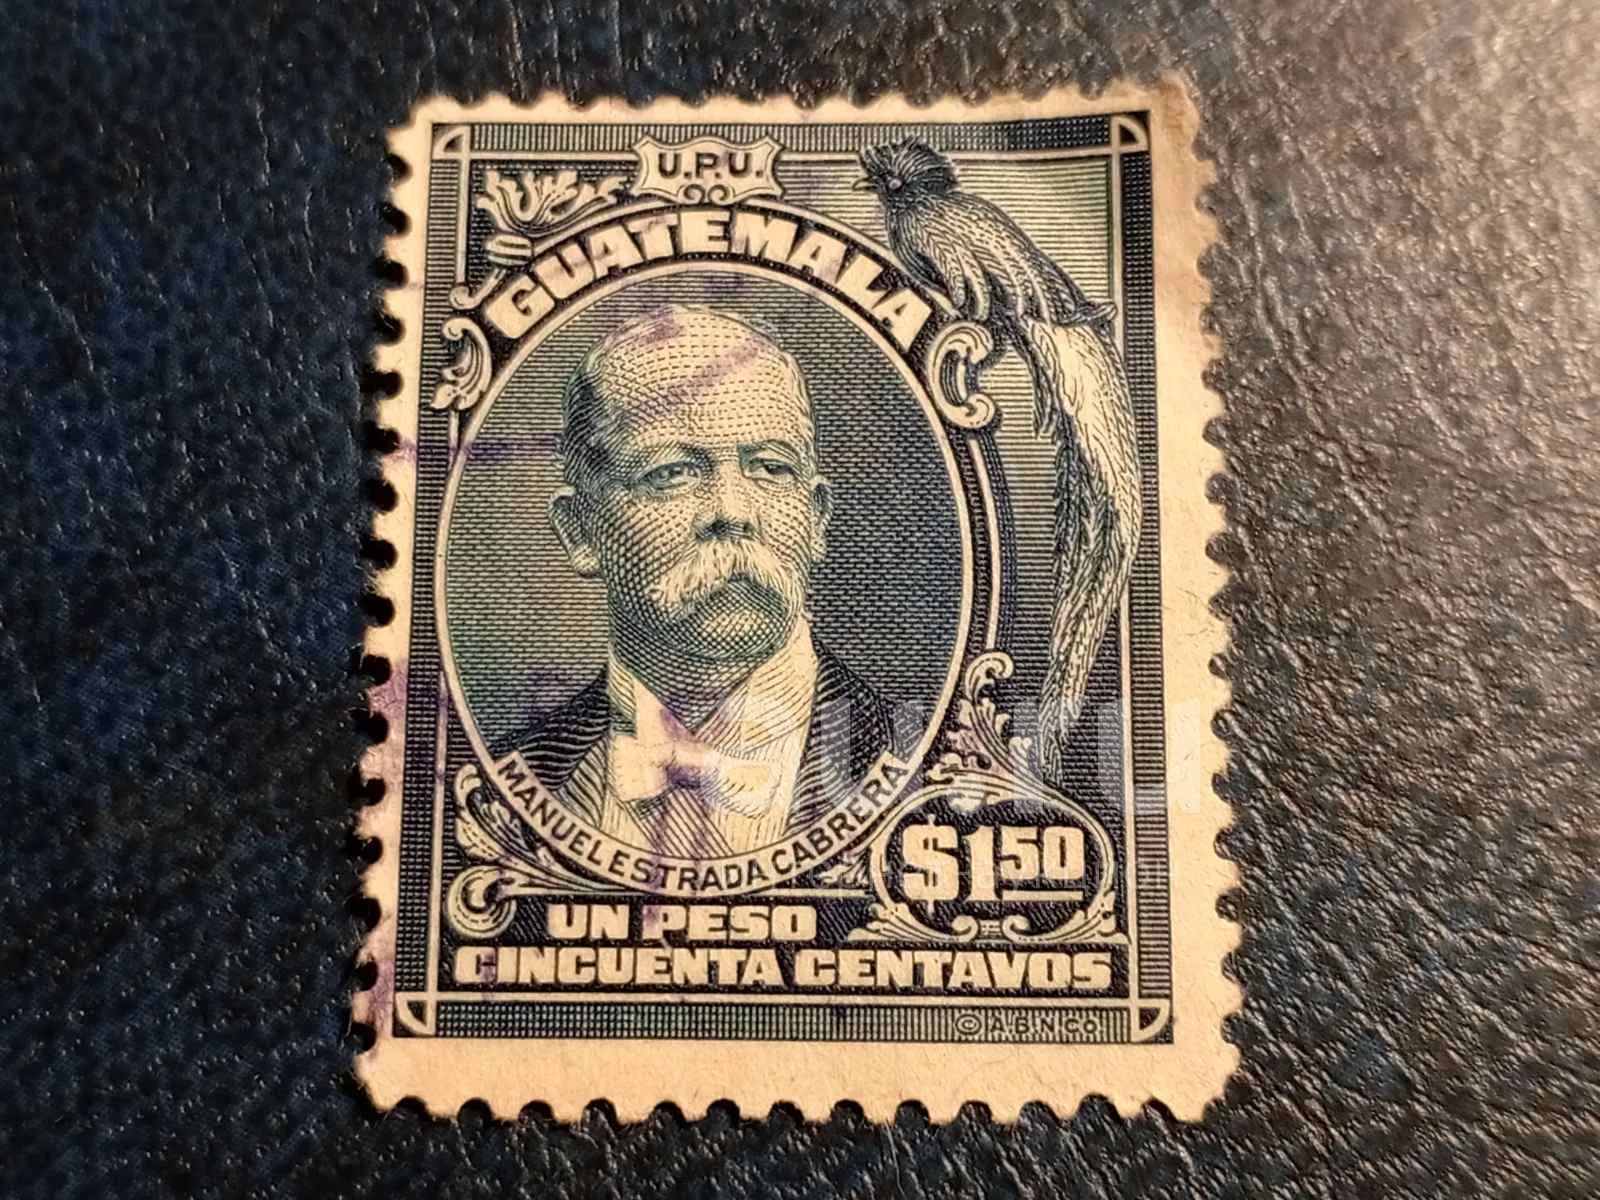 U.P.U.
GUATEMALA
MANUEL ESTRADA CABRERA
$1.50
UN PESO
CINCUENTA CENTAVOS
© A.B.N.Co.